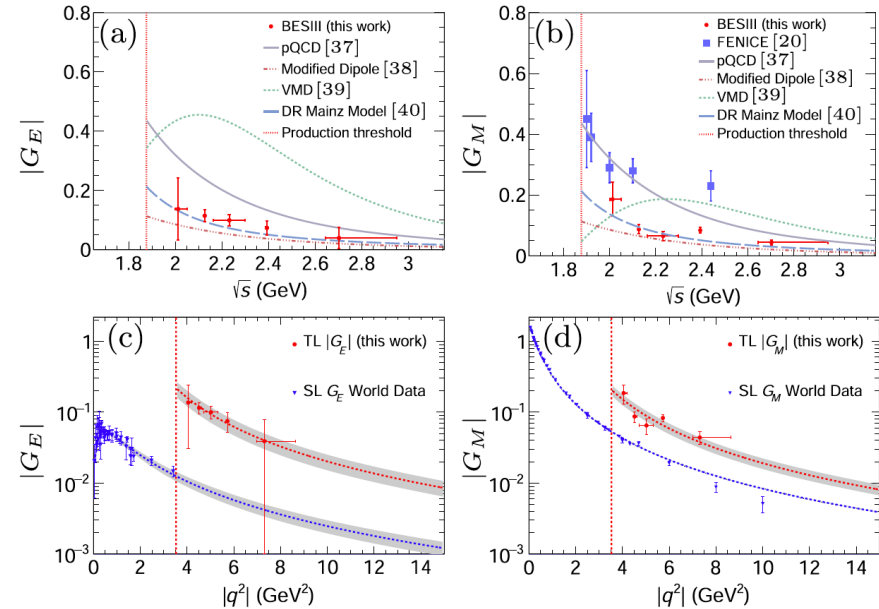 (a)
BESIII (this work)
pQCD [37]
Modified Dipole [38]
VMD [39]
DR Mainz Model [40]
Production threshold
|G_E|
0.8
0.6
0.4
0.2
0
1.8 2 2.2 2.4 2.6 2.8 3
√s (GeV)
(b)
BESIII (this work)
FENICE [20]
pQCD [37]
Modified Dipole [38]
VMD [39]
DR Mainz Model [40]
Production threshold
|G_M|
0.8
0.6
0.4
0.2
0
1.8 2 2.2 2.4 2.6 2.8 3
√s (GeV)
(c)
TL |G_E| (this work)
SL G_E World Data
|G_E|
1
10⁻¹
10⁻²
10⁻³
0 2 4 6 8 10 12 14
|q²| (GeV²)
(d)
TL |G_M| (this work)
SL G_M World Data
|G_M|
1
10⁻¹
10⁻²
10⁻³
0 2 4 6 8 10 12 14
|q²| (GeV²)